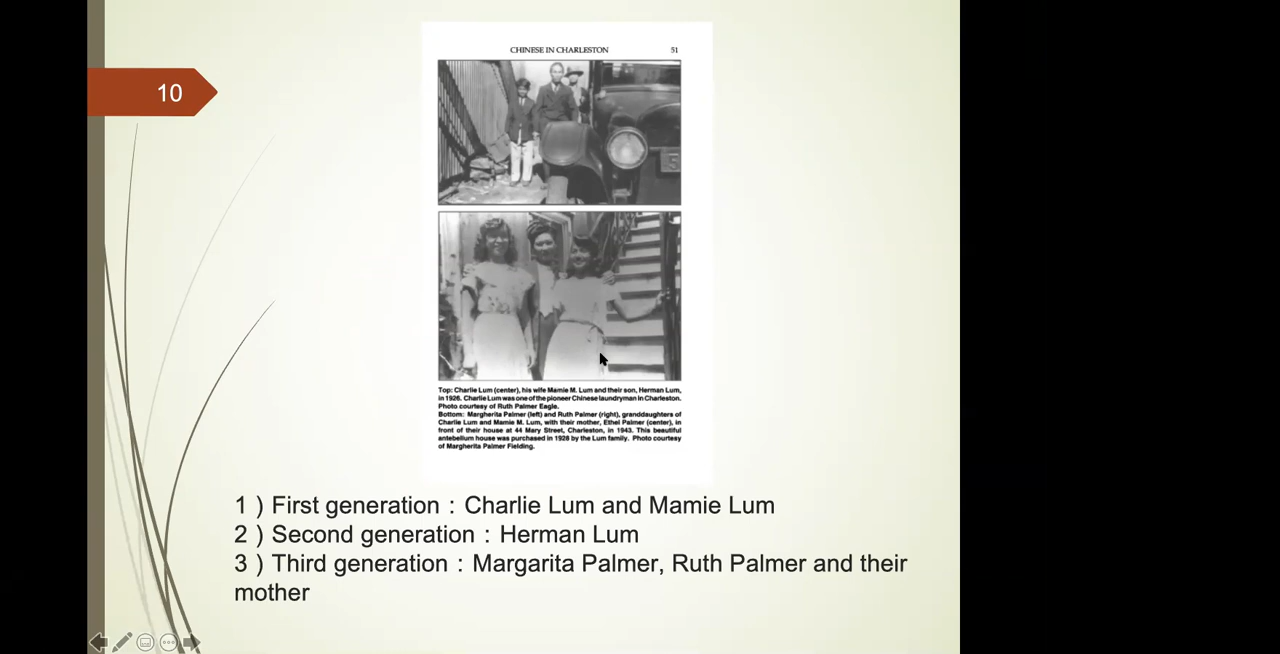 10
CHINESE IN CHARLESTON 51
5
Top: Charlie Lum (center), his wife Mamie M. Lum and their son, Herman Lum,
in 1926. Charlie Lum was one of the pioneer Chinese laundryman in Charleston.
Photo courtesy of Ruth Palmer Eagle.
Bottom: Margherita Palmer (left) and Ruth Palmer (right), granddaughters of
Charlie Lum and Mamie M. Lum, with their mother, Ethel Palmer (center), in
front of their house at 44 Mary Street, Charleston, in 1943. This beautiful
antebellum house was purchased in 1928 by the Lum family. Photo courtesy
of Margherita Palmer Fielding.
1）First generation：Charlie Lum and Mamie Lum
2）Second generation：Herman Lum
3）Third generation：Margarita Palmer, Ruth Palmer and their
mother